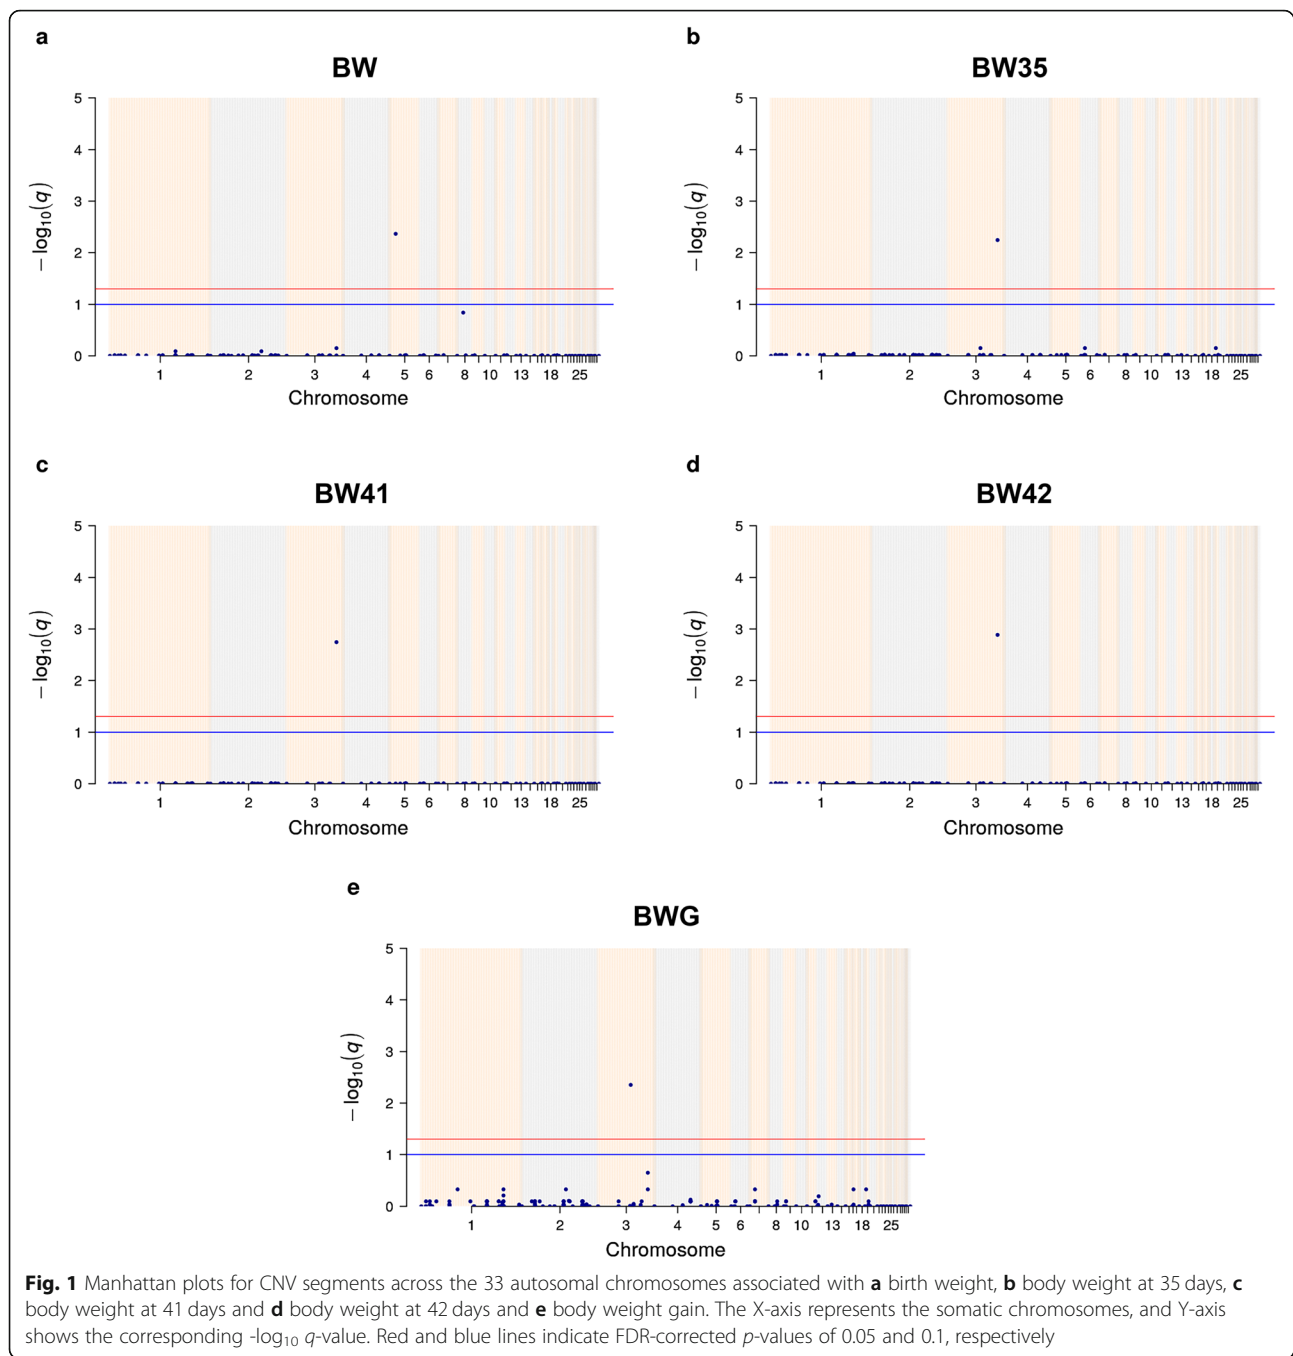 a
BW
5
4
3
2
1
0
− log10(q)
1 2 3 4 5 6 8 10 13 18 25
Chromosome
b
BW35
5
4
3
2
1
0
− log10(q)
1 2 3 4 5 6 8 10 13 18 25
Chromosome
c
BW41
5
4
3
2
1
0
− log10(q)
1 2 3 4 5 6 8 10 13 18 25
Chromosome
d
BW42
5
4
3
2
1
0
− log10(q)
1 2 3 4 5 6 8 10 13 18 25
Chromosome
e
BWG
5
4
3
2
1
0
− log10(q)
1 2 3 4 5 6 8 10 13 18 25
Chromosome
Fig. 1 Manhattan plots for CNV segments across the 33 autosomal chromosomes associated with a birth weight, b body weight at 35 days, c
body weight at 41 days and d body weight at 42 days and e body weight gain. The X-axis represents the somatic chromosomes, and Y-axis
shows the corresponding -log10 q-value. Red and blue lines indicate FDR-corrected p-values of 0.05 and 0.1, respectively